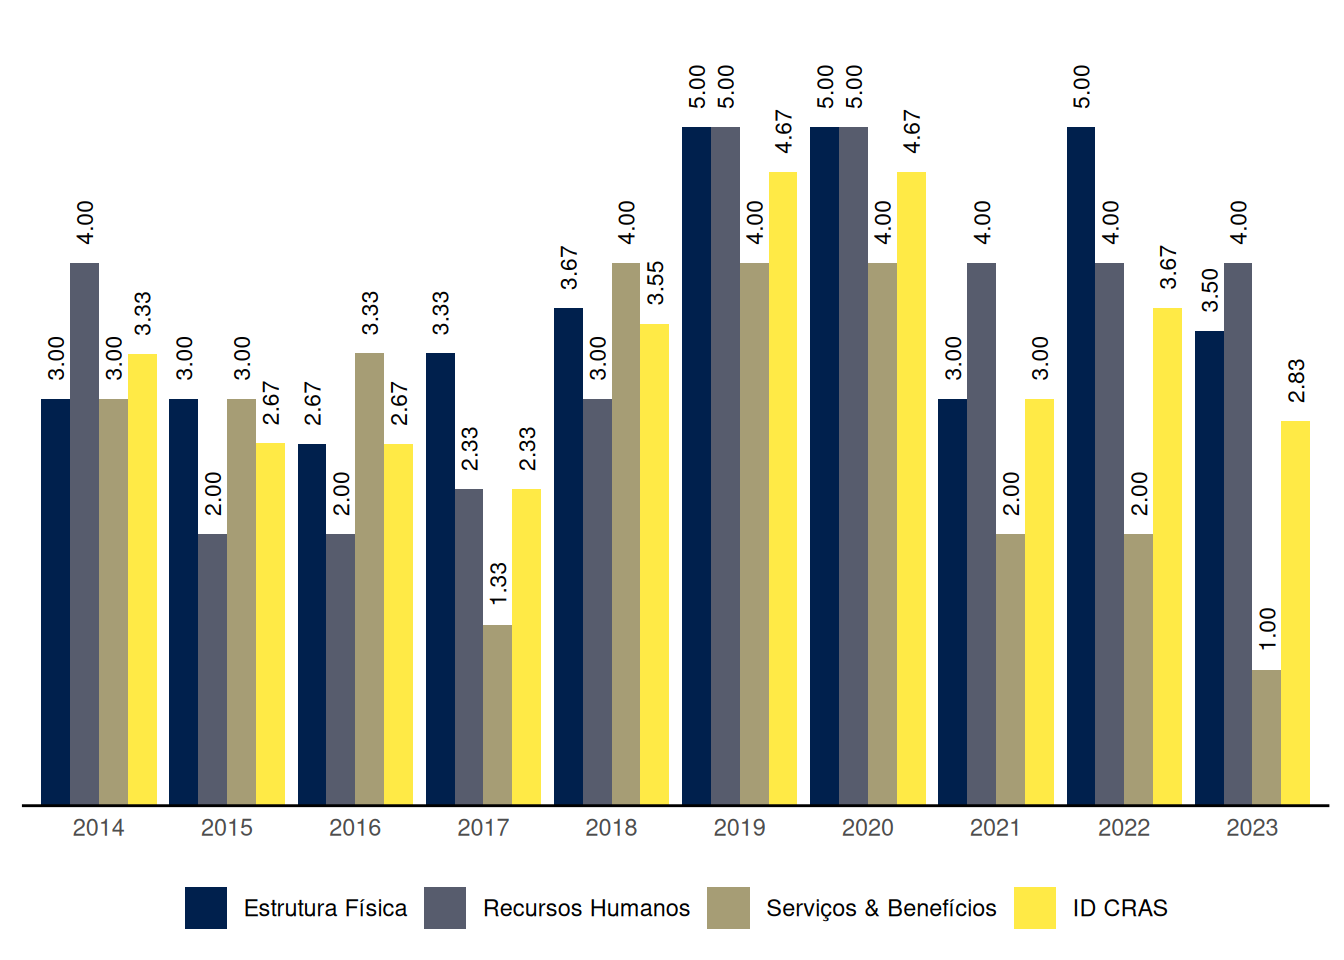 5.00 5.00 5.00 5.00 5.00
4.67 4.67
4.00 4.00 4.00 4.00 4.00 4.00 4.00
3.67 3.55 3.67 3.50
3.33 3.33 3.33
3.00 3.00 3.00 3.00 3.00 3.00 3.00
2.67 2.67 2.67 2.83
2.33 2.33
2.00 2.00 2.00 2.00
1.33
1.00
2014 2015 2016 2017 2018 2019 2020 2021 2022 2023
Estrutura Física Recursos Humanos Serviços & Benefícios ID CRAS